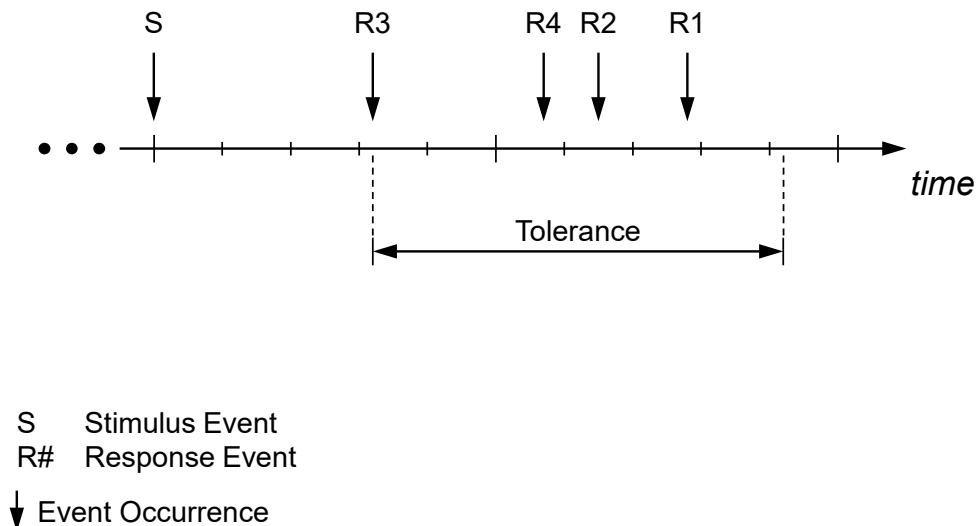 S R3 R4 R2 R1
time
Tolerance
S Stimulus Event
R# Response Event
Event Occurrence